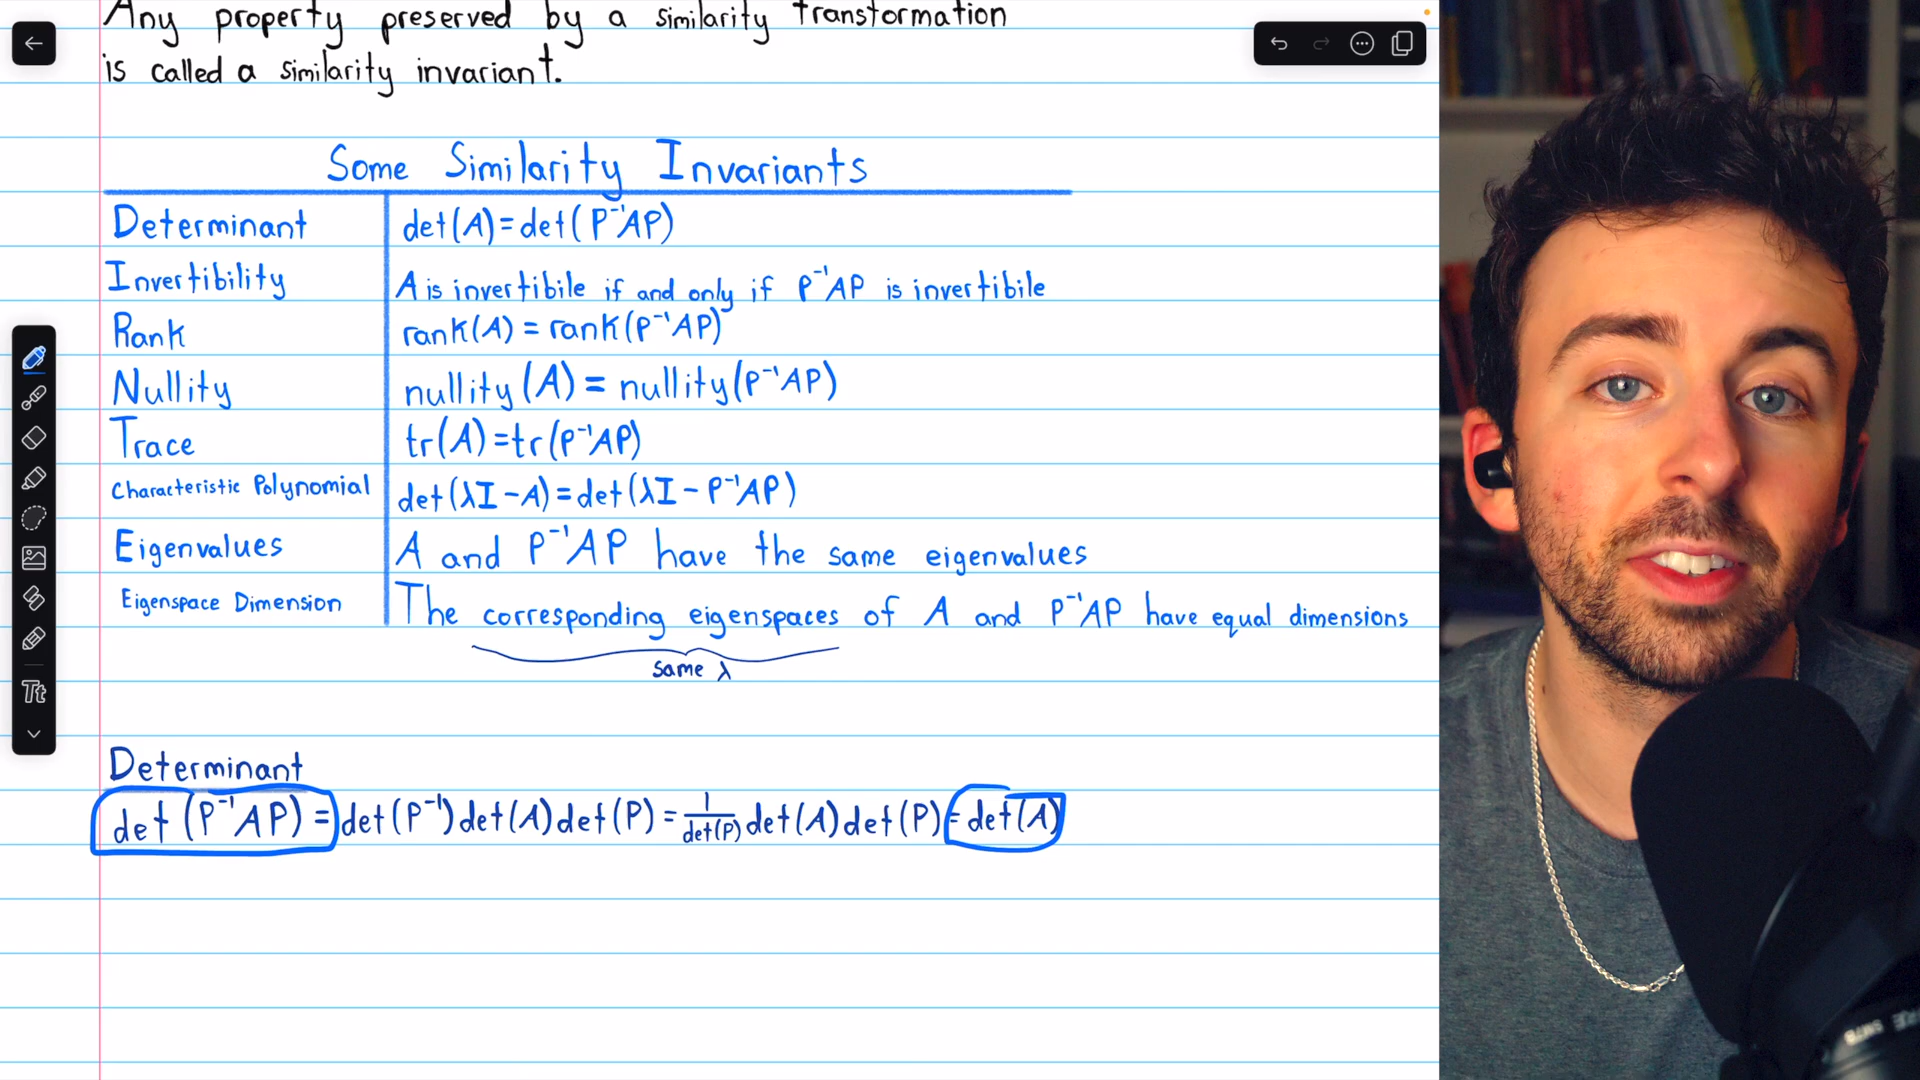 Any property preserved by a similarity transformation
is called a similarity invariant.
Some Similarity Invariants
Determinant det(A)=det(P⁻¹AP)
Invertibility A is invertibile if and only if P⁻¹AP is invertibile
Rank rank(A) = rank(P⁻¹AP)
Nullity nullity(A) = nullity(P⁻¹AP)
Trace tr(A)=tr(P⁻¹AP)
Characteristic Polynomial det(λI-A)=det(λI-P⁻¹AP)
Eigenvalues A and P⁻¹AP have the same eigenvalues
Eigenspace Dimension The corresponding eigenspaces of A and P⁻¹AP have equal dimensions
same λ
Determinant
det(P⁻¹AP) = det(P⁻¹)det(A)det(P) = 1/det(P) det(A)det(P) = det(A)
Tt